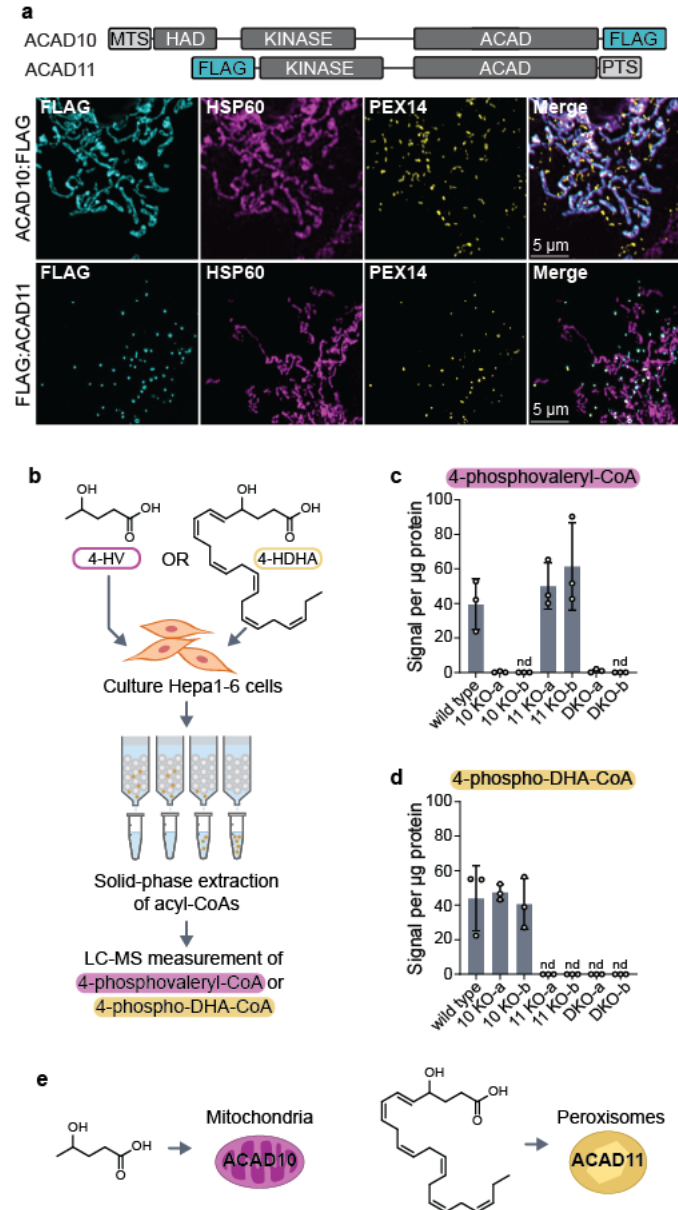 a
ACAD10 MTS HAD KINASE ACAD FLAG
ACAD11 FLAG KINASE ACAD PTS
FLAG HSP60 PEX14 Merge
ACAD10:FLAG
5 µm
FLAG HSP60 PEX14 Merge
FLAG:ACAD11
5 µm
b
OH
OH
O
4-HV
OR
OH
OH
O
4-HDHA
Culture Hepa1-6 cells
Solid-phase extraction
of acyl-CoAs
LC-MS measurement of
4-phosphovaleryl-CoA or
4-phospho-DHA-CoA
c
4-phosphovaleryl-CoA
Signal per µg protein
100
80
60
40
20
0
nd
nd
wild type
10 KO-a
10 KO-b
11 KO-a
11 KO-b
DKO-a
DKO-b
d
4-phospho-DHA-CoA
Signal per µg protein
100
80
60
40
20
0
nd nd nd nd
wild type
10 KO-a
10 KO-b
11 KO-a
11 KO-b
DKO-a
DKO-b
e
OH
OH
O
Mitochondria
ACAD10
OH
OH
O
Peroxisomes
ACAD11